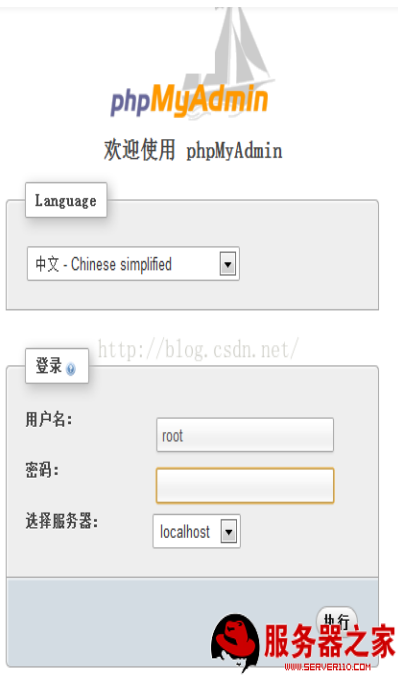 phpMyAdmin
欢迎使用 phpMyAdmin
Language
中文 - Chinese simplified
http://blog.csdn.net/
登录
用户名:
root
密码:
选择服务器:
localhost
执行
服务器之家
WWW.SERVER110.COM